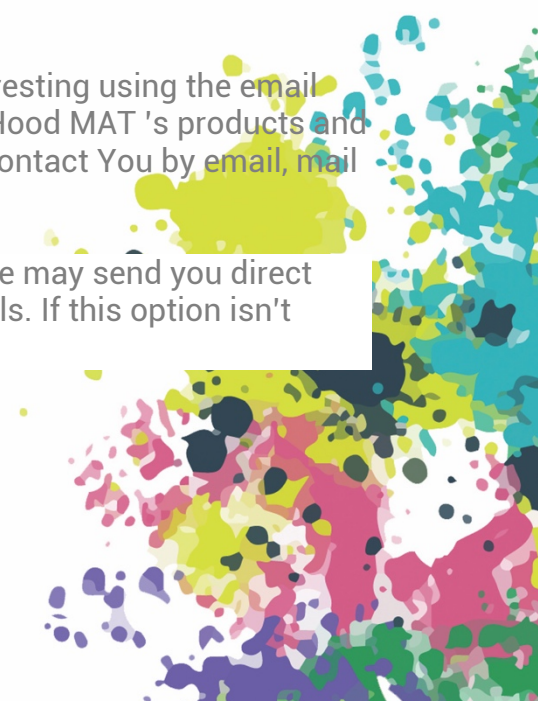 esting using the email
Hood MAT 's products and
ontact You by email, mail
e may send you direct
ls. If this option isn't